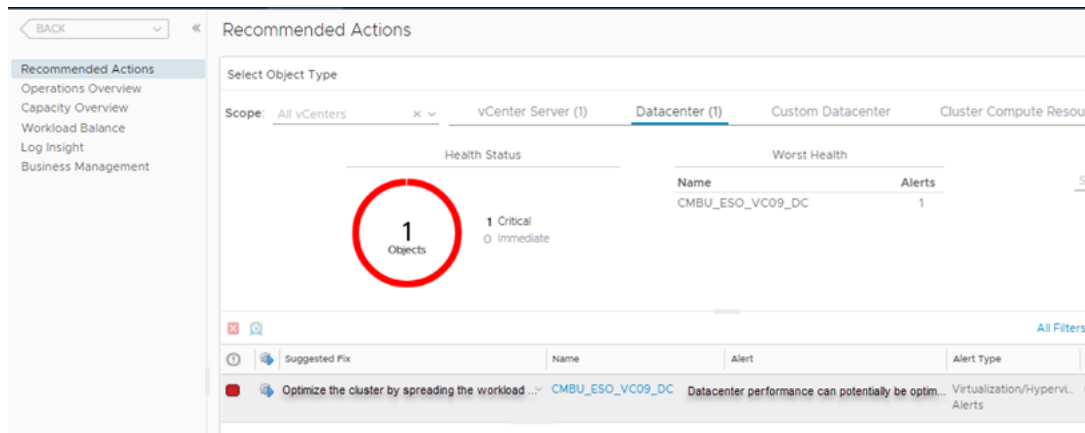 BACK
Recommended Actions
Recommended Actions
Operations Overview
Capacity Overview
Workload Balance
Log Insight
Business Management
Select Object Type
Scope: All vCenters vCenter Server (1) Datacenter (1) Custom Datacenter Cluster Compute Resou
Health Status
1
Objects
1 Critical
0 Immediate
Worst Health
Name Alerts
CMBU_ESO_VC09_DC 1
S
All Filters
Suggested Fix Name Alert Alert Type
Optimize the cluster by spreading the workload ... CMBU_ESO_VC09_DC Datacenter performance can potentially be optim... Virtualization/Hypervi..
Alerts